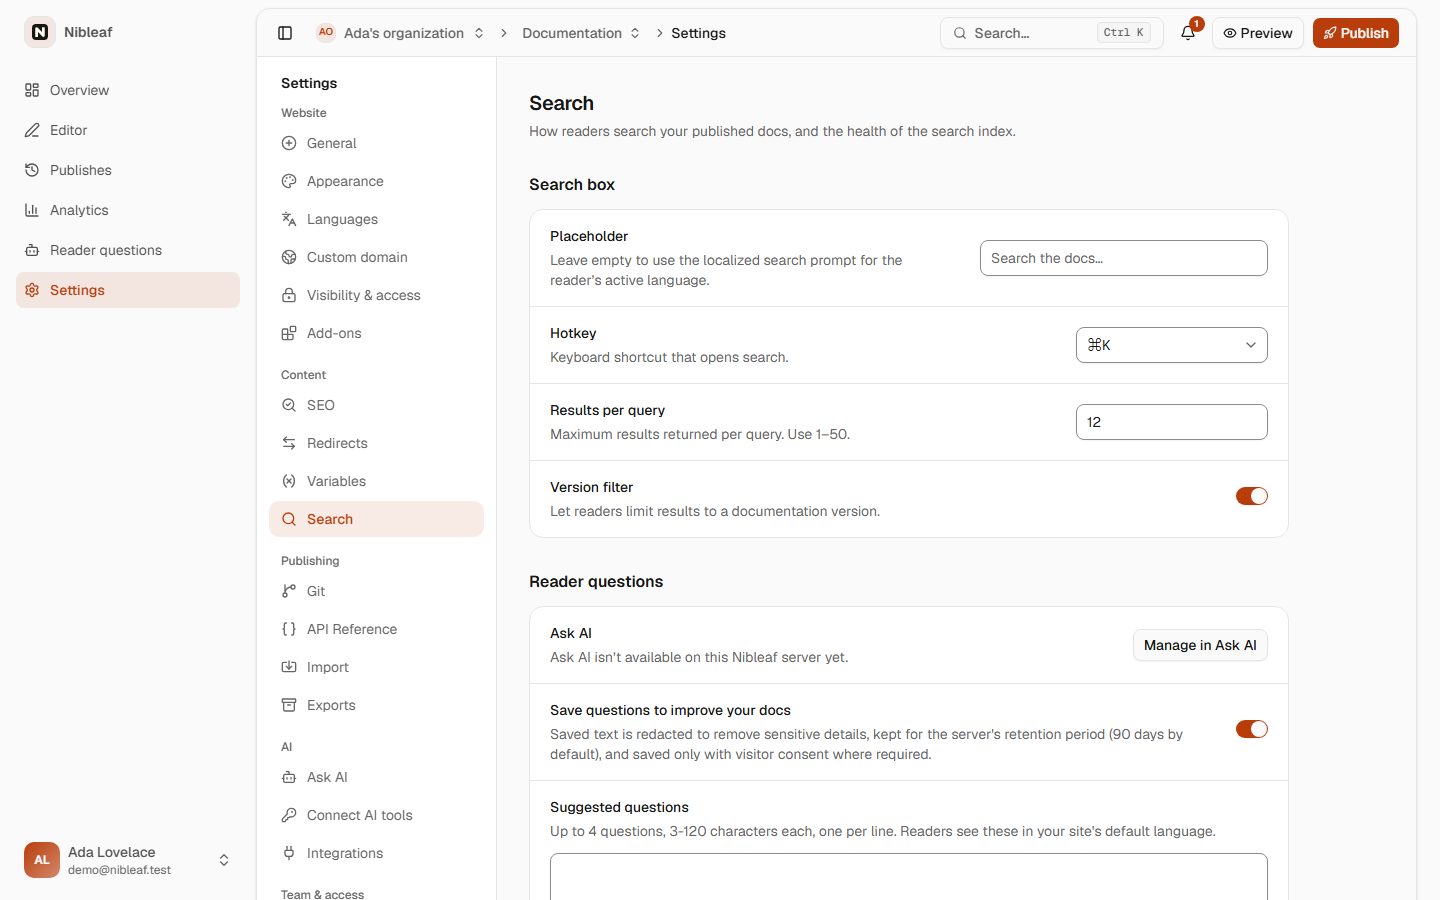 Nibleaf
Overview
Editor
Publishes
Analytics
Reader questions
Settings
AL
Ada Lovelace
demo@nibleaf.test
AO
Ada's organization
Documentation
Settings
Search...
Ctrl K
1
Preview
Publish
Settings
Website
General
Appearance
Languages
Custom domain
Visibility & access
Add-ons
Content
SEO
Redirects
Variables
Search
Publishing
Git
API Reference
Import
Exports
AI
Ask AI
Connect AI tools
Integrations
Team & access
Search
How readers search your published docs, and the health of the search index.
Search box
Placeholder
Leave empty to use the localized search prompt for the
reader's active language.
Search the docs...
Hotkey
Keyboard shortcut that opens search.
⌘K
Results per query
Maximum results returned per query. Use 1–50.
12
Version filter
Let readers limit results to a documentation version.
Reader questions
Ask AI
Ask AI isn't available on this Nibleaf server yet.
Manage in Ask AI
Save questions to improve your docs
Saved text is redacted to remove sensitive details, kept for the server's retention period (90 days by
default), and saved only with visitor consent where required.
Suggested questions
Up to 4 questions, 3-120 characters each, one per line. Readers see these in your site's default language.